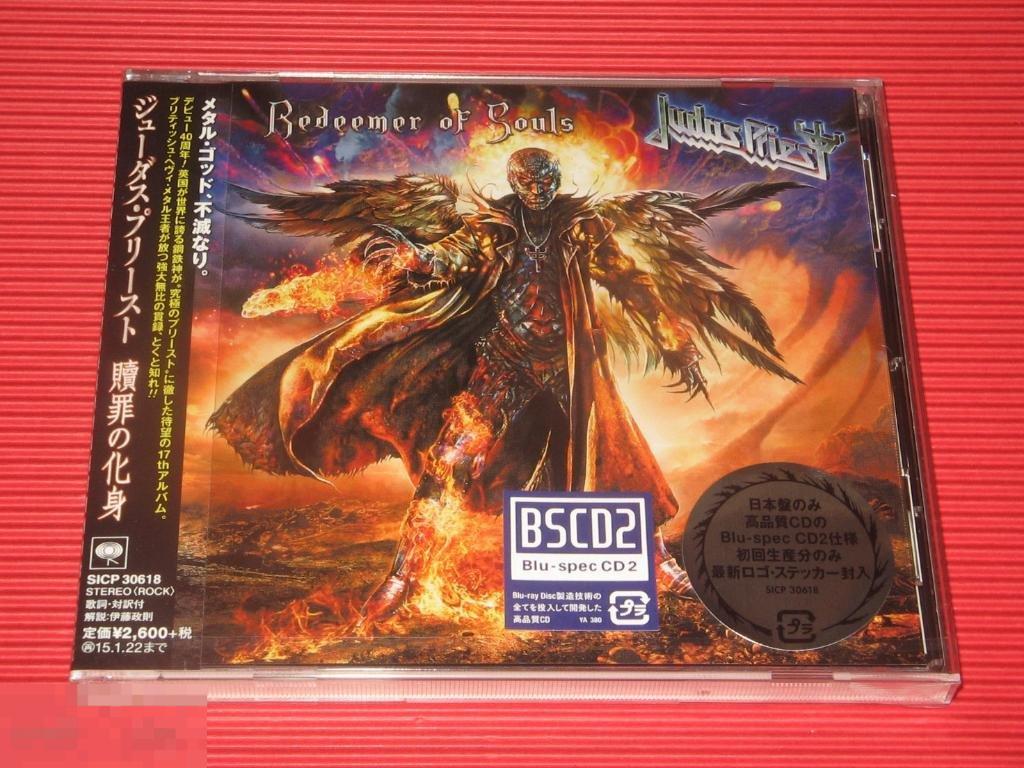 ジューダス・プリースト 贖罪の化身
メタル・ゴッド、不滅なり。
デビュー40周年!英国が世界に誇る鋼鉄神が、“究極のプリースト”に徹した待望の17thアルバム。
ブリティッシュ・ヘヴィ・メタル王者が放つ強大無比の貫録、とくと知れ!!
SICP 30618
STEREO〈ROCK〉
歌詞・対訳付
解説:伊藤政則
定価¥2,600+税
再15.1.22まで
Redeemer of Souls
Judas Priest
BSCD2
Blu-spec CD2
Blu-ray Disc製造技術の
全てを投入して開発した
高品質CD
YA 380
プラ
日本盤のみ
高品質CDの
Blu-spec CD2仕様
初回生産分のみ
最新ロゴ・ステッカー封入
SICP 30618
プラ